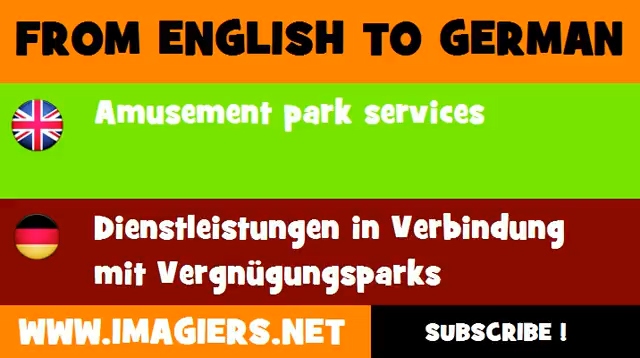 FROM ENGLISH TO GERMAN
Amusement park services
Dienstleistungen in Verbindung
mit Vergnügungsparks
WWW.IMAGIERS.NET
SUBSCRIBE !